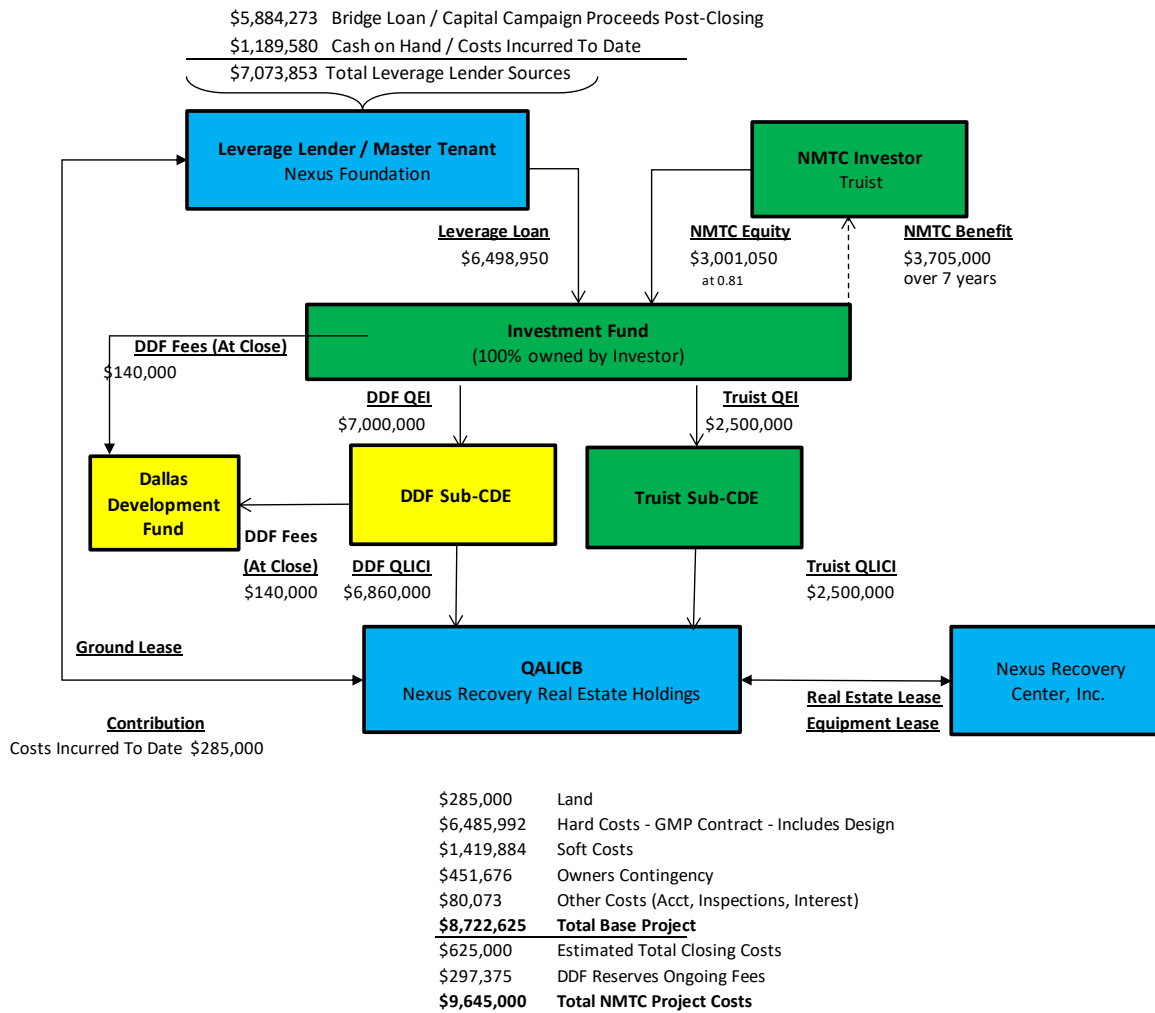 $5,884,273 Bridge Loan / Capital Campaign Proceeds Post-Closing
$1,189,580 Cash on Hand / Costs Incurred To Date
$7,073,853 Total Leverage Lender Sources
Leverage Lender / Master Tenant
Nexus Foundation
NMTC Investor
Truist
Leverage Loan
$6,498,950
NMTC Equity
$3,001,050
at 0.81
NMTC Benefit
$3,705,000
over 7 years
Investment Fund
(100% owned by Investor)
DDF Fees (At Close)
$140,000
DDF QEI
$7,000,000
Truist QEI
$2,500,000
Dallas
Development
Fund
DDF Sub-CDE
Truist Sub-CDE
DDF Fees
(At Close)
$140,000
DDF QLICI
$6,860,000
Truist QLICI
$2,500,000
Ground Lease
QALICB
Nexus Recovery Real Estate Holdings
Real Estate Lease
Equipment Lease
Nexus Recovery
Center, Inc.
Contribution
Costs Incurred To Date $285,000
$285,000 Land
$6,485,992 Hard Costs - GMP Contract - Includes Design
$1,419,884 Soft Costs
$451,676 Owners Contingency
$80,073 Other Costs (Acct, Inspections, Interest)
$8,722,625 Total Base Project
$625,000 Estimated Total Closing Costs
$297,375 DDF Reserves Ongoing Fees
$9,645,000 Total NMTC Project Costs